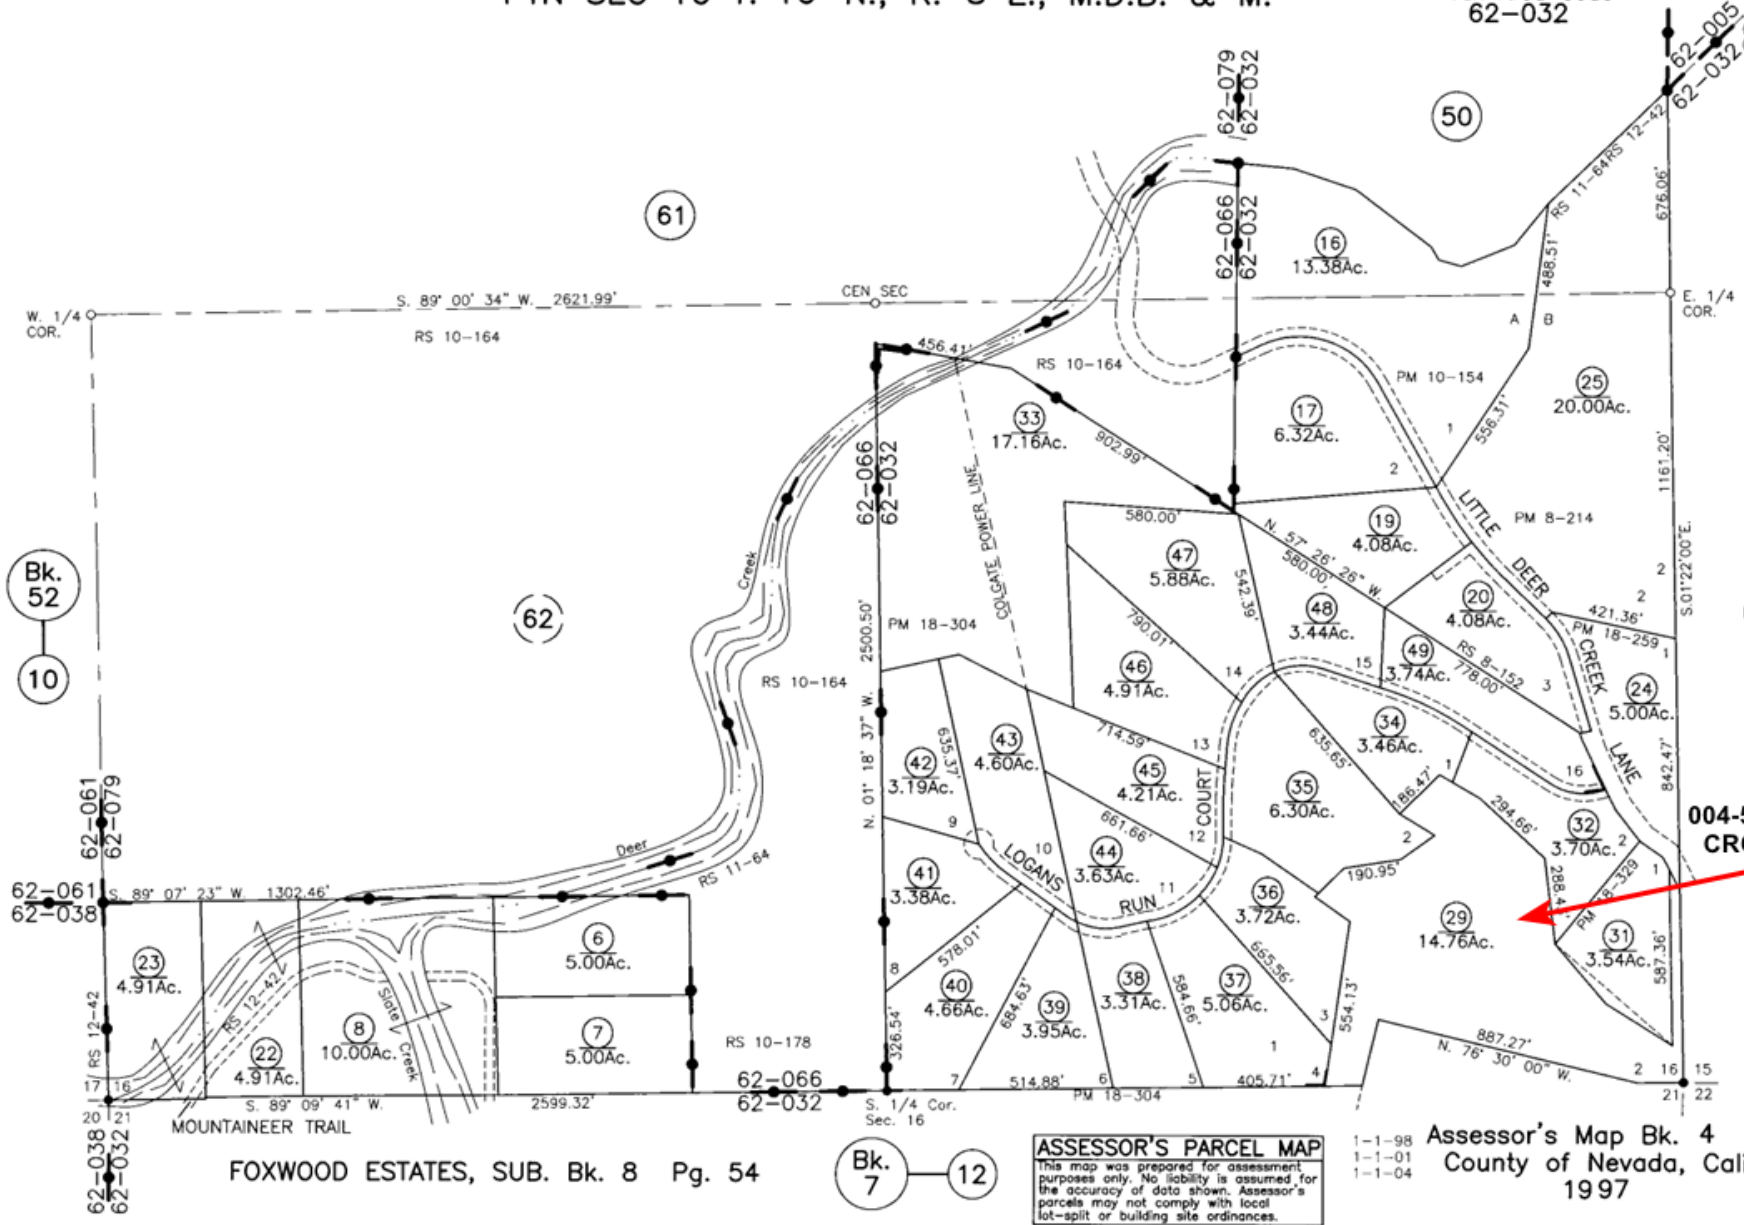 62-032
62-005
62-032
62-079
62-032
50
RS 11-64
RS 12-42
676.06'
61
62-066
62-032
16
13.38Ac.
488.51'
S. 89° 00' 34" W. 2621.99'
CEN SEC
W. 1/4
COR.
E. 1/4
COR.
RS 10-164
A B
456.41'
RS 10-164
PM 10-154
25
20.00Ac.
33
17.16Ac.
902.99'
17
6.32Ac.
1
556.31'
2
62-066
62-032
COLGATE POWER LINE
1161.20'
580.00'
N. 57° 26' 26" W.
580.00'
19
4.08Ac.
LITTLE
DEER
CREEK
LANE
PM 8-214
S.01°22'00"E.
Bk.
52
10
62
Creek
47
5.88Ac.
542.39'
48
3.44Ac.
20
4.08Ac.
2
2
421.36'
PM 18-259
1
2500.50'
PM 18-304
790.01'
49
3.74Ac.
RS 8-152
778.00'
3
RS 10-164
46
4.91Ac.
14
15
24
5.00Ac.
N. 01° 18' 37" W.
714.59'
13
34
3.46Ac.
635.65'
42
3.19Ac.
635.37'
43
4.60Ac.
45
4.21Ac.
COURT
35
6.30Ac.
186.47'
1
16
842.47'
62-061
62-079
9
661.66'
12
2
294.66'
32
3.70Ac.
2
004-5
CRO
Deer
RS 11-64
10
LOGANS
RUN
44
3.63Ac.
11
190.95'
1
62-061
62-038
S. 89° 07' 23" W. 1302.46'
41
3.38Ac.
36
3.72Ac.
288.4
PM 18-329
29
14.76Ac.
31
3.54Ac.
587.36'
23
4.91Ac.
6
5.00Ac.
578.01'
8
665.56'
RS 12-42
RS 12-42
Slate
Creek
40
4.66Ac.
684.63'
39
3.95Ac.
38
3.31Ac.
584.66'
37
5.06Ac.
3
554.13'
22
4.91Ac.
8
10.00Ac.
7
5.00Ac.
RS 10-178
326.54'
1
887.27'
N. 76° 30' 00" W.
17 16
20 21
62-066
62-032
7
514.88'
6
5
405.71'
4
2 16 15
21 22
S. 89° 09' 41" W. 2599.32'
S. 1/4 Cor.
Sec. 16
PM 18-304
MOUNTAINEER TRAIL
62-038
62-032
FOXWOOD ESTATES, SUB. Bk. 8 Pg. 54
Bk.
7
12
ASSESSOR'S PARCEL MAP
This map was prepared for assessment
purposes only. No liability is assumed for
the accuracy of data shown. Assessor's
parcels may not comply with local
lot-split or building site ordinances.
1-1-98
1-1-01
1-1-04
Assessor's Map Bk. 4
County of Nevada, Cali
1997